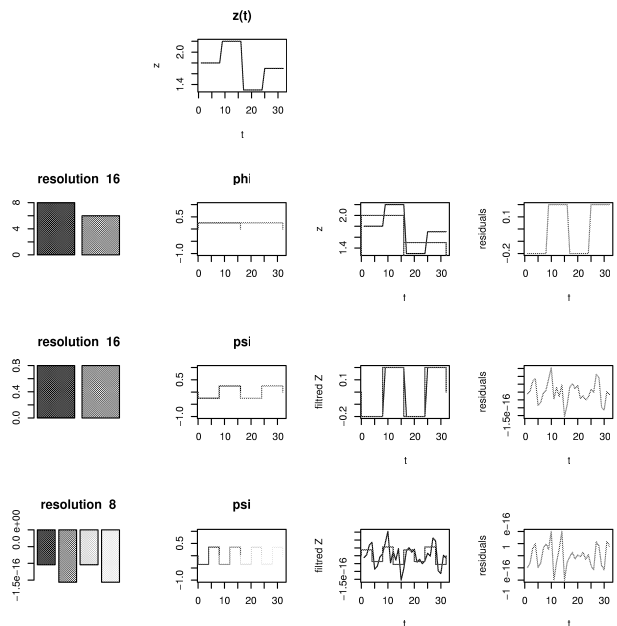 z(t)
z
2.0
1.4
0 10 20 30
t
resolution 16
phi
8
4
0
0.5
−1.0
0 10 20 30
z
2.0
1.4
0 10 20 30
t
residuals
0.1
−0.2
0 10 20 30
t
resolution 16
psi
0.8
0.4
0.0
0.5
−1.0
0 10 20 30
filtred Z
0.1
−0.2
0 10 20 30
t
residuals
−1.5e−16
0 10 20 30
t
resolution 8
psi
0.0 e+00
−1.5e−16
0.5
−1.0
0 10 20 30
filtred Z
−1.5e−16
0 10 20 30
t
residuals
1 e−16
−1 e−16
0 10 20 30
t